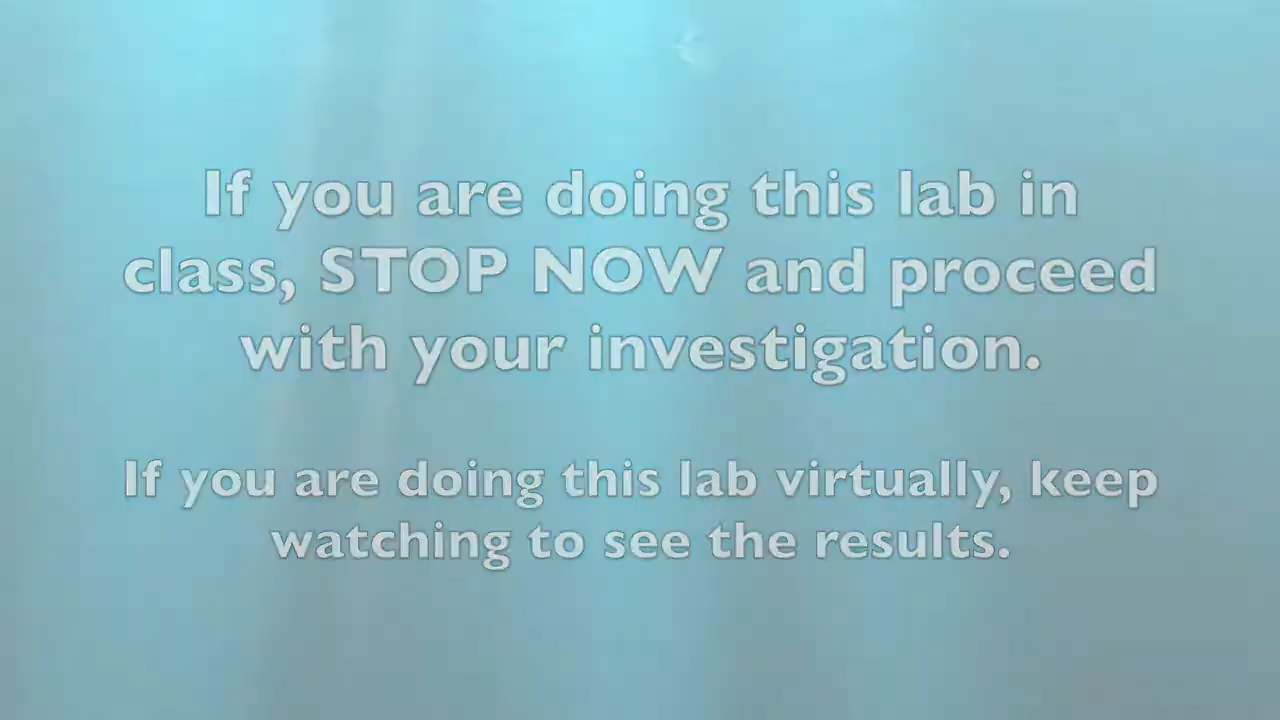 If you are doing this lab in
class, STOP NOW and proceed
with your investigation.
If you are doing this lab virtually, keep
watching to see the results.